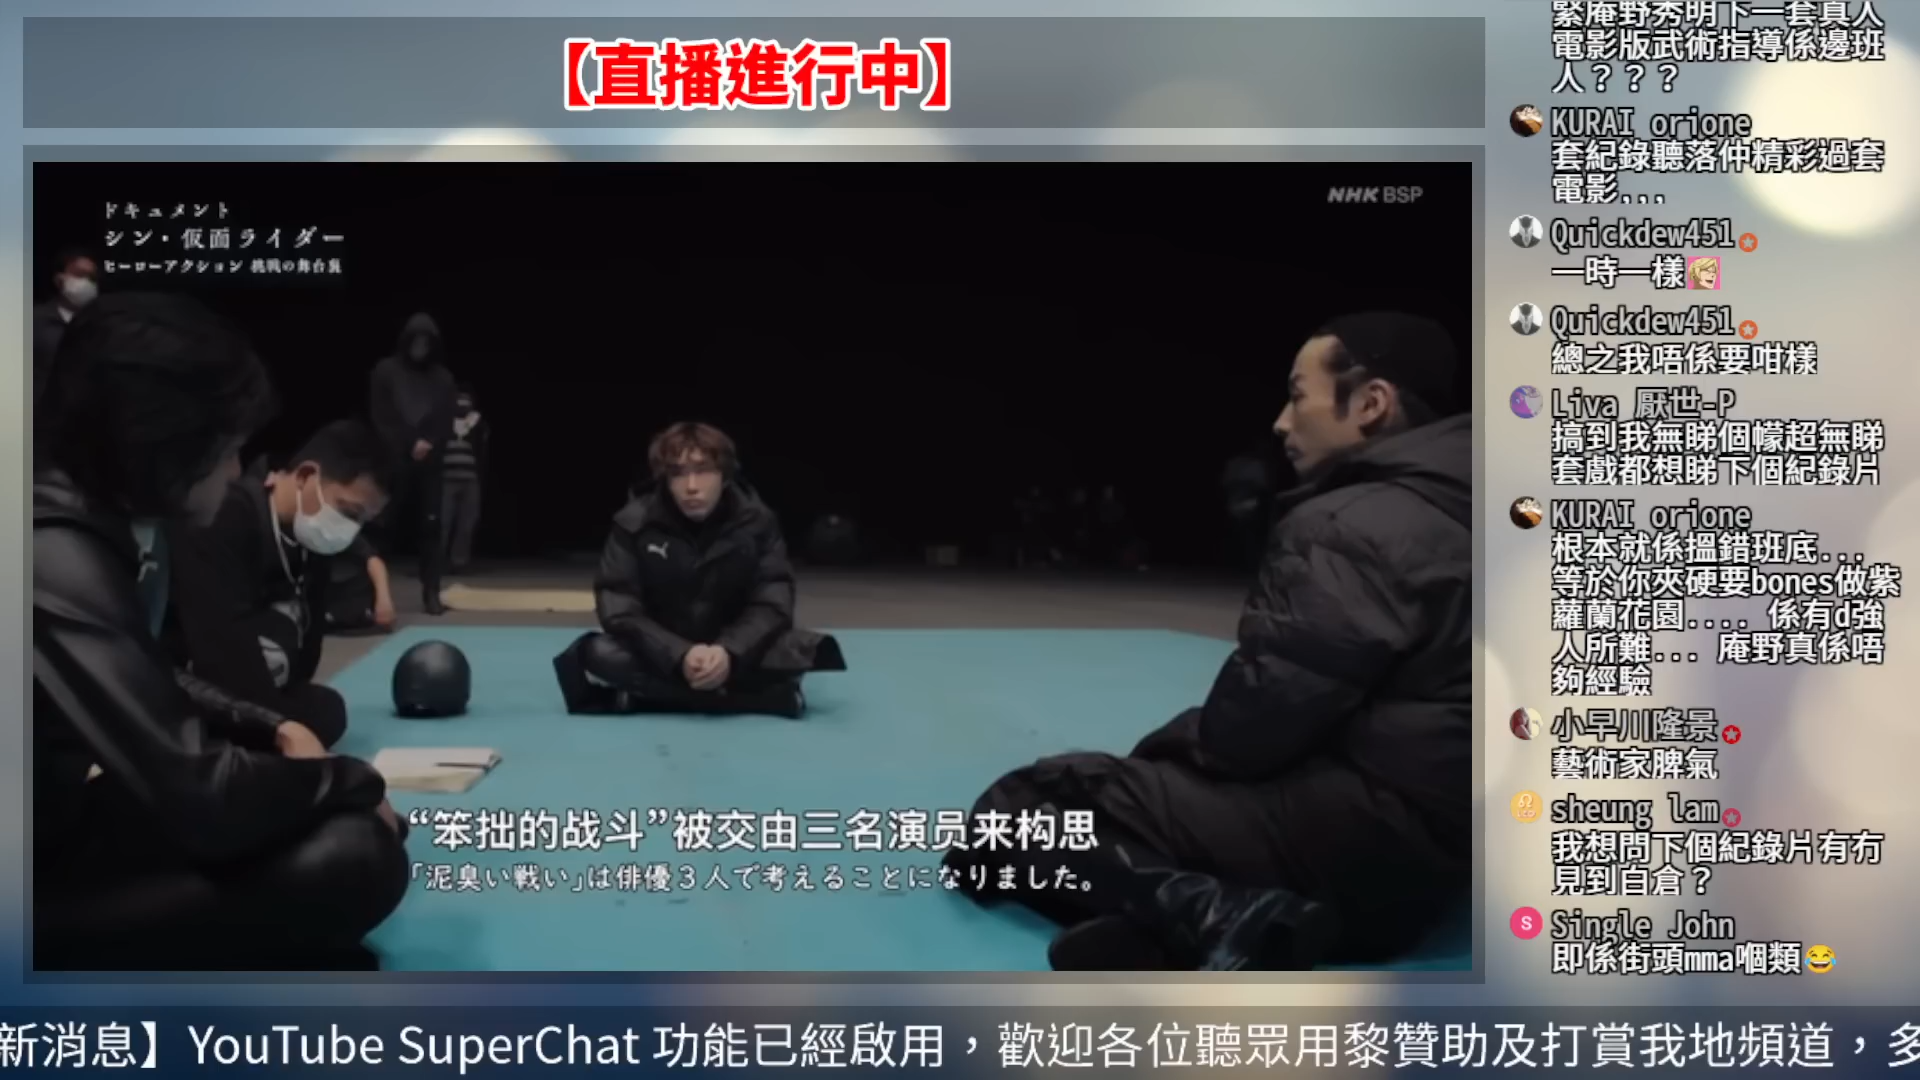 【直播進行中】
ドキュメント
シン・仮面ライダー
ヒーローアクション 挑戦の舞台裏
NHK BSP
“笨拙的战斗”被交由三名演员来构思
「泥臭い戦い」は俳優３人で考えることになりました。
緊庵野秀明下一套真人
電影版武術指導係邊班
人？？？
KURAI orione
套紀錄聽落仲精彩過套
電影...
Quickdew451
一時一樣
Quickdew451
總之我唔係要咁樣
Liva 厭世-P
搞到我無睇個幪超無睇
套戲都想睇下個紀錄片
KURAI orione
根本就係搵錯班底...
等於你夾硬要bones做紫
蘿蘭花園.... 係有d強
人所難... 庵野真係唔
夠經驗
小早川隆景
藝術家脾氣
sheung lam
我想問下個紀錄片有冇
見到白倉？
S
Single John
即係街頭mma嗰類😂
新消息】YouTube SuperChat 功能已經啟用，歡迎各位聽眾用黎贊助及打賞我地頻道，多